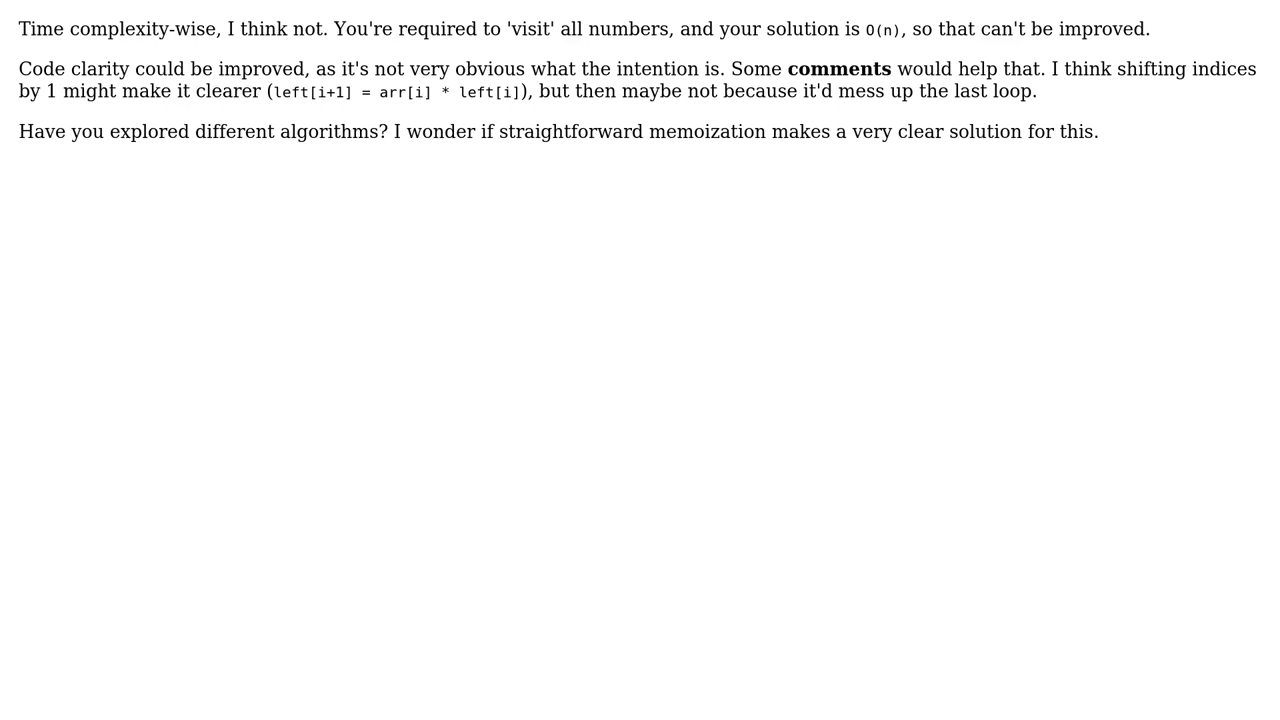 Time complexity-wise, I think not. You're required to 'visit' all numbers, and your solution is O(n), so that can't be improved.
Code clarity could be improved, as it's not very obvious what the intention is. Some comments would help that. I think shifting indices
by 1 might make it clearer (left[i+1] = arr[i] * left[i]), but then maybe not because it'd mess up the last loop.
Have you explored different algorithms? I wonder if straightforward memoization makes a very clear solution for this.